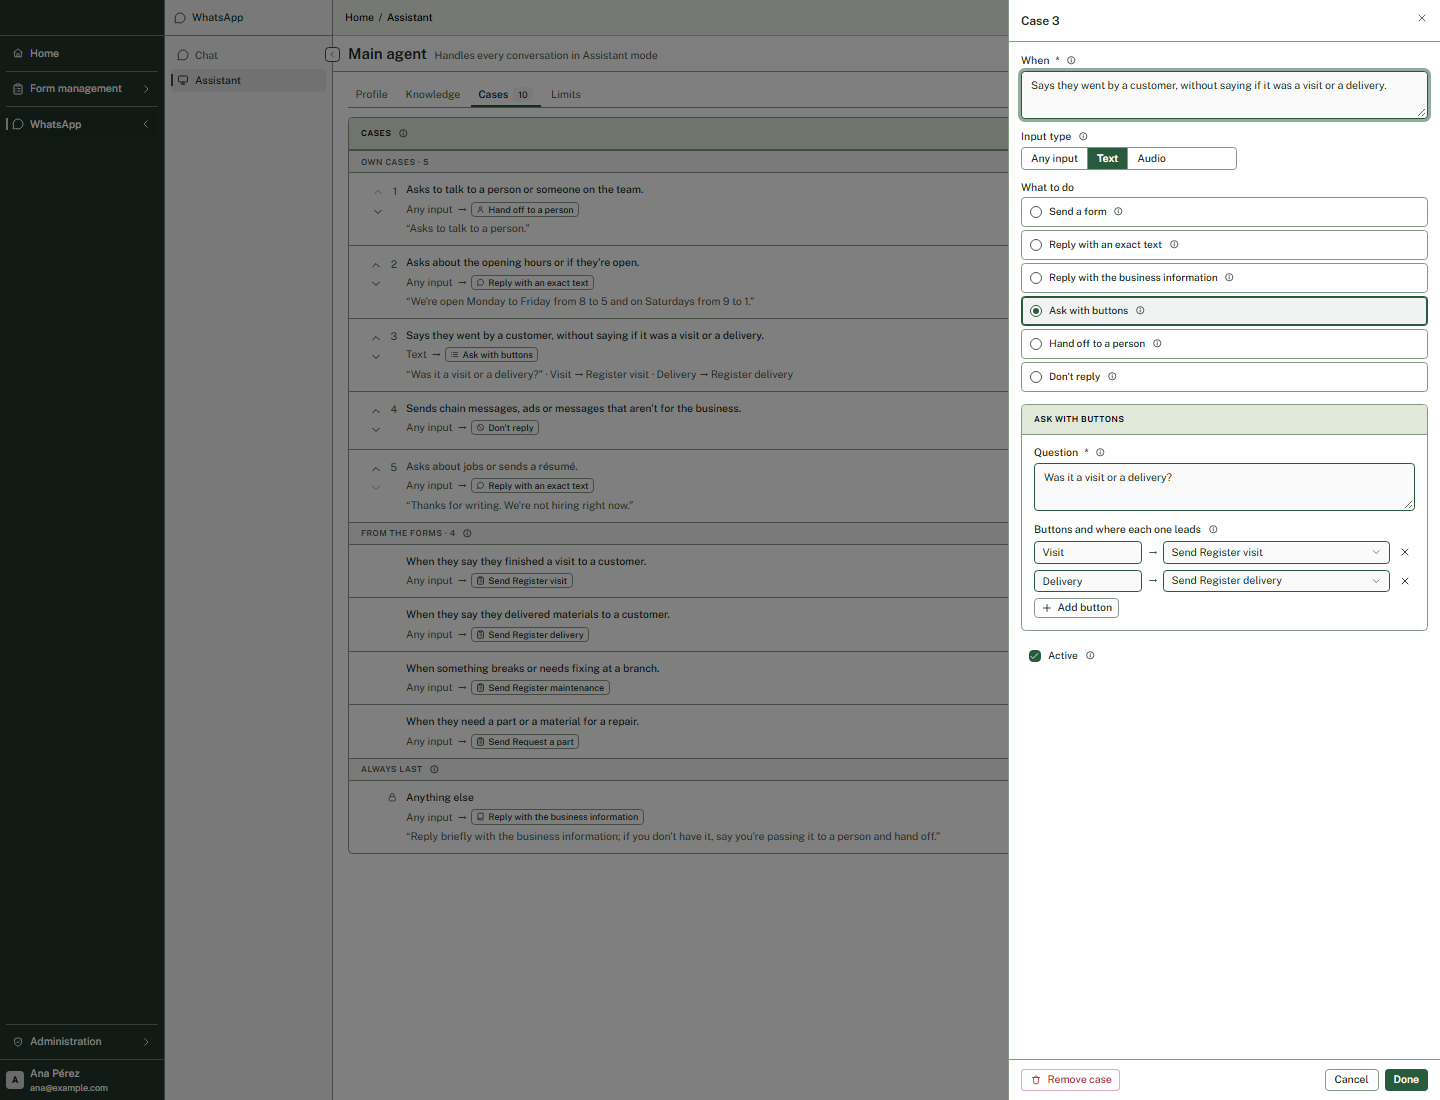 Home
Form management
WhatsApp
Administration
A
Ana Pérez
ana@example.com
WhatsApp
Chat
Assistant
Home / Assistant
Main agent Handles every conversation in Assistant mode
Profile Knowledge Cases 10 Limits
CASES
OWN CASES · 5
1 Asks to talk to a person or someone on the team.
Any input → Hand off to a person
“Asks to talk to a person.”
2 Asks about the opening hours or if they're open.
Any input → Reply with an exact text
“We're open Monday to Friday from 8 to 5 and on Saturdays from 9 to 1.”
3 Says they went by a customer, without saying if it was a visit or a delivery.
Text → Ask with buttons
“Was it a visit or a delivery?” · Visit → Register visit · Delivery → Register delivery
4 Sends chain messages, ads or messages that aren't for the business.
Any input → Don't reply
5 Asks about jobs or sends a résumé.
Any input → Reply with an exact text
“Thanks for writing. We're not hiring right now.”
FROM THE FORMS · 4
When they say they finished a visit to a customer.
Any input → Send Register visit
When they say they delivered materials to a customer.
Any input → Send Register delivery
When something breaks or needs fixing at a branch.
Any input → Send Register maintenance
When they need a part or a material for a repair.
Any input → Send Request a part
ALWAYS LAST
Anything else
Any input → Reply with the business information
“Reply briefly with the business information; if you don't have it, say you're passing it to a person and hand off.”
Case 3
When *
Says they went by a customer, without saying if it was a visit or a delivery.
Input type
Any input Text Audio
What to do
Send a form
Reply with an exact text
Reply with the business information
Ask with buttons
Hand off to a person
Don't reply
ASK WITH BUTTONS
Question *
Was it a visit or a delivery?
Buttons and where each one leads
Visit → Send Register visit
Delivery → Send Register delivery
Add button
Active
Remove case Cancel Done